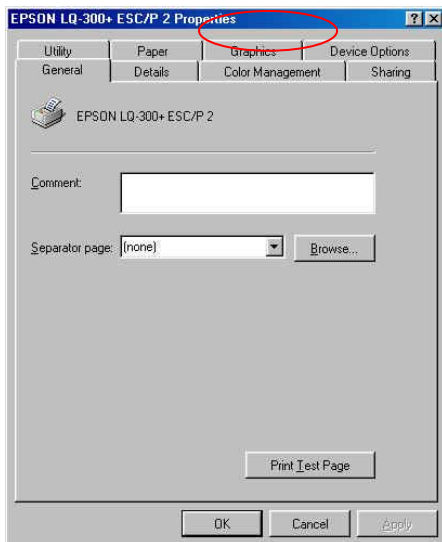 EPSON LQ-300+ ESC/P 2 Properties
Utility Paper Graphics Device Options
General Details Color Management Sharing
EPSON LQ-300+ ESC/P 2
Comment:
Separator page: (none) Browse...
Print Test Page
OK Cancel Apply